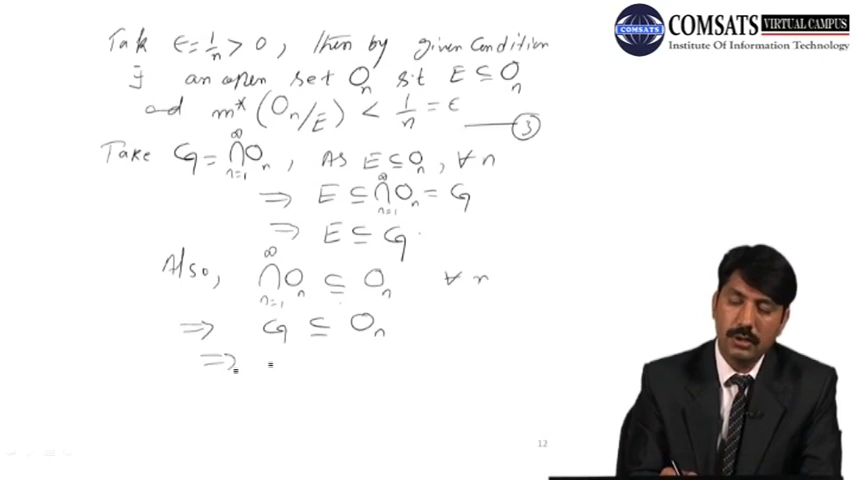 COMSATS VIRTUAL CAMPUS
COMSATS
Institute Of Information Technology
Take ϵ = 1/n > 0, then by given Condition
∃ an open set Oₙ s.t E ⊆ Oₙ
and m* (Oₙ/E) < 1/n = ϵ —— ③
Take G = ∩ₙ₌₁^∞ Oₙ, As E ⊆ Oₙ, ∀ n
⇒ E ⊆ ∩ₙ₌₁^∞ Oₙ = G
⇒ E ⊆ G.
Also, ∩ₙ₌₁^∞ Oₙ ⊆ Oₙ ∀ n
⇒ G ⊆ Oₙ
⇒
12